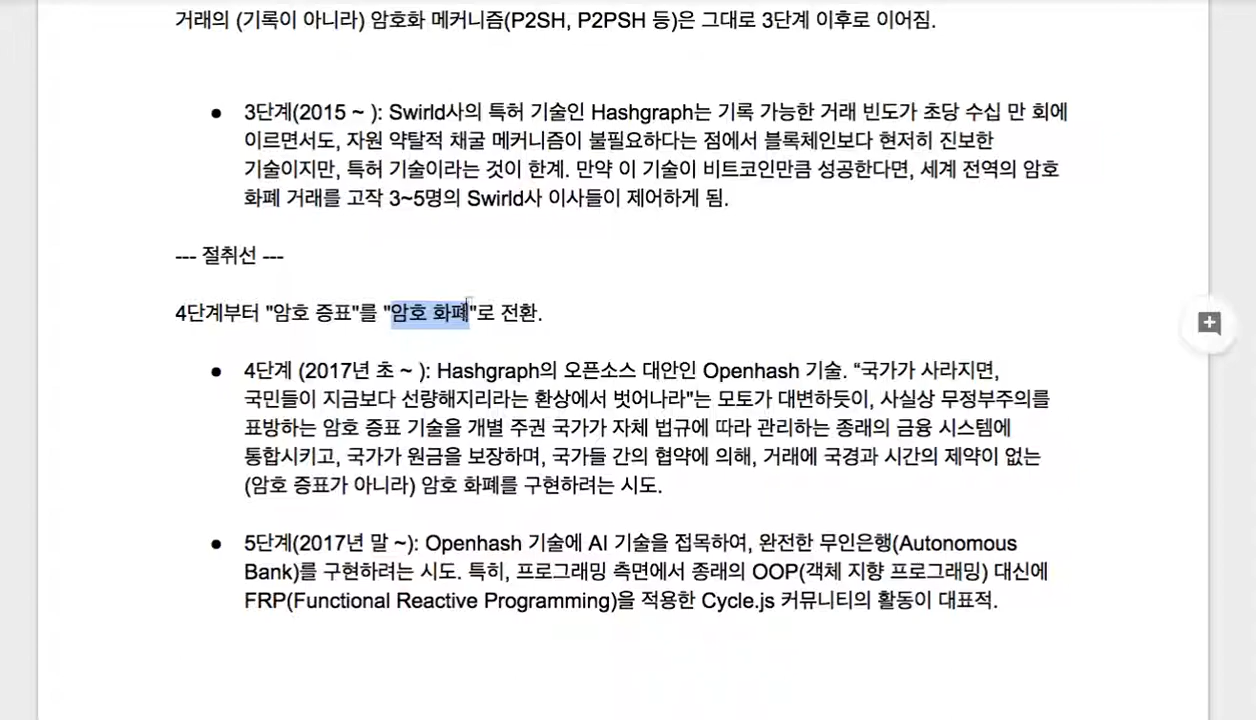 거래의 (기록이 아니라) 암호화 메커니즘(P2SH, P2PSH 등)은 그대로 3단계 이후로 이어짐.
● 3단계(2015 ~ ): Swirld사의 특허 기술인 Hashgraph는 기록 가능한 거래 빈도가 초당 수십 만 회에
이르면서도, 자원 약탈적 채굴 메커니즘이 불필요하다는 점에서 블록체인보다 현저히 진보한
기술이지만, 특허 기술이라는 것이 한계. 만약 이 기술이 비트코인만큼 성공한다면, 세계 전역의 암호
화폐 거래를 고작 3~5명의 Swirld사 이사들이 제어하게 됨.
--- 절취선 ---
4단계부터 "암호 증표"를 "암호 화폐"로 전환.
● 4단계 (2017년 초 ~ ): Hashgraph의 오픈소스 대안인 Openhash 기술. “국가가 사라지면,
국민들이 지금보다 선량해지리라는 환상에서 벗어나라"는 모토가 대변하듯이, 사실상 무정부주의를
표방하는 암호 증표 기술을 개별 주권 국가가 자체 법규에 따라 관리하는 종래의 금융 시스템에
통합시키고, 국가가 원금을 보장하며, 국가들 간의 협약에 의해, 거래에 국경과 시간의 제약이 없는
(암호 증표가 아니라) 암호 화폐를 구현하려는 시도.
● 5단계(2017년 말 ~): Openhash 기술에 AI 기술을 접목하여, 완전한 무인은행(Autonomous
Bank)를 구현하려는 시도. 특히, 프로그래밍 측면에서 종래의 OOP(객체 지향 프로그래밍) 대신에
FRP(Functional Reactive Programming)을 적용한 Cycle.js 커뮤니티의 활동이 대표적.